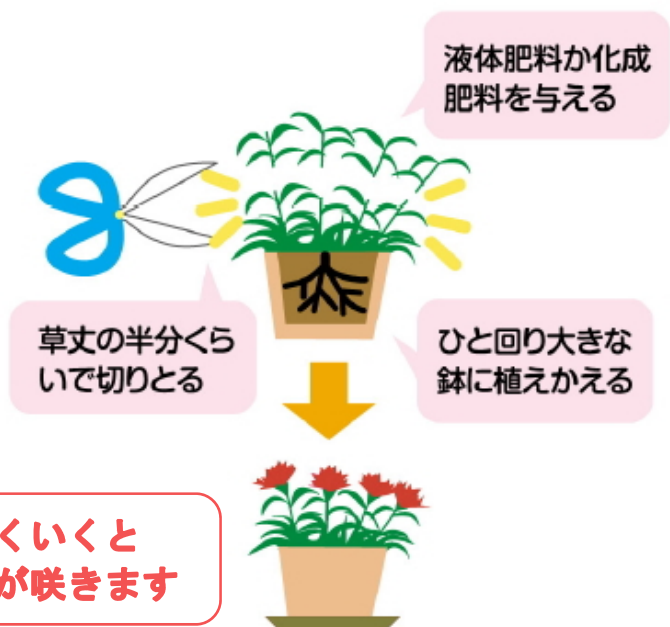 液体肥料か化成
肥料を与える
草丈の半分くら
いで切りとる
ひと回り大きな
鉢に植えかえる
くいくと
が咲きます